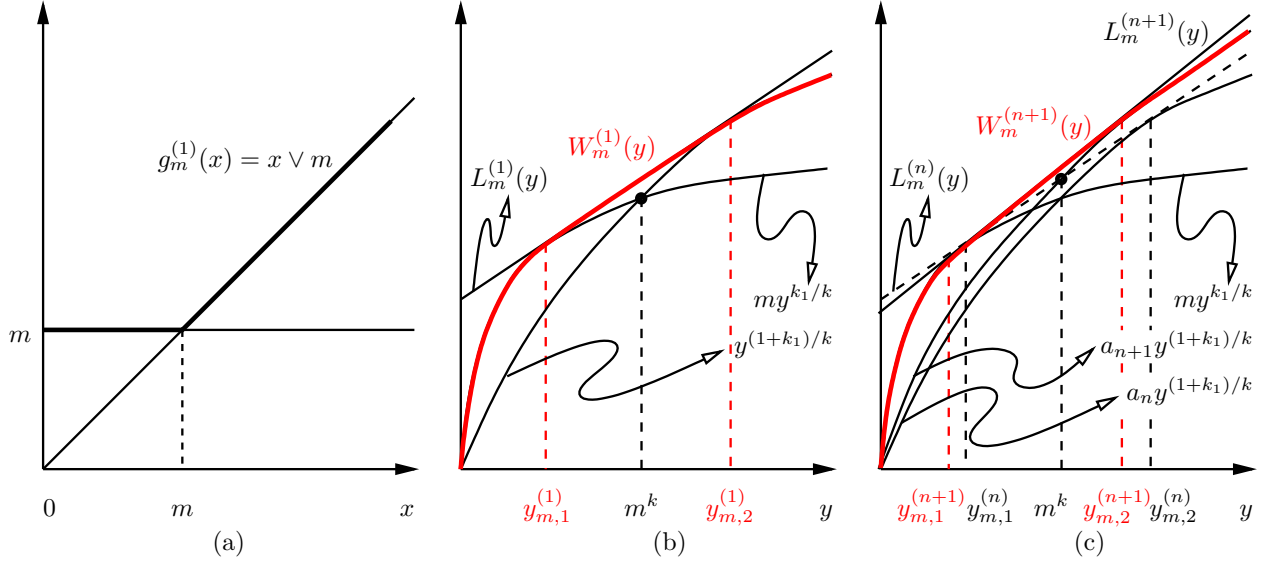 g_m^{(1)}(x) = x ∨ m
m
0 m x
(a)
W_m^{(1)}(y)
L_m^{(1)}(y)
my^{k_1/k}
y^{(1+k_1)/k}
y_{m,1}^{(1)} m^k y_{m,2}^{(1)} y
(b)
L_m^{(n+1)}(y)
W_m^{(n+1)}(y)
L_m^{(n)}(y)
my^{k_1/k}
a_{n+1}y^{(1+k_1)/k}
a_n y^{(1+k_1)/k}
y_{m,1}^{(n+1)} y_{m,1}^{(n)} m^k y_{m,2}^{(n+1)} y_{m,2}^{(n)} y
(c)